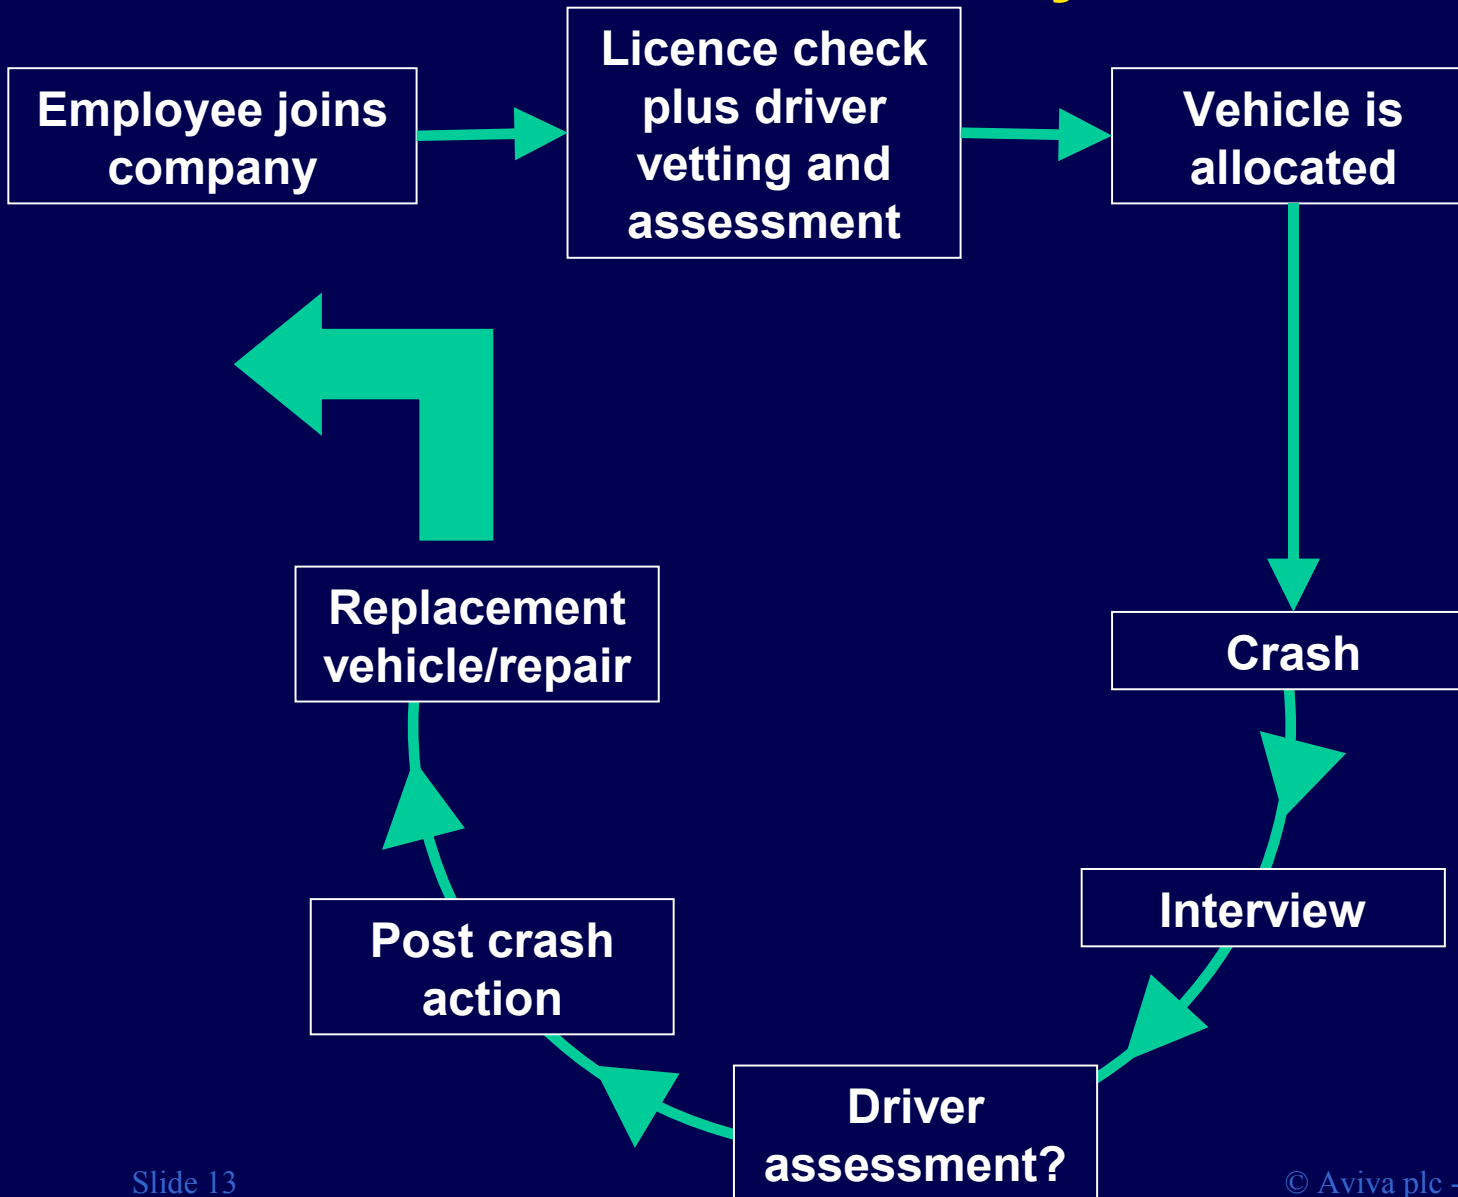 Employee joins
company
Licence check
plus driver
vetting and
assessment
Vehicle is
allocated
Crash
Interview
Driver
assessment?
Post crash
action
Replacement
vehicle/repair
Slide 13
© Aviva plc -